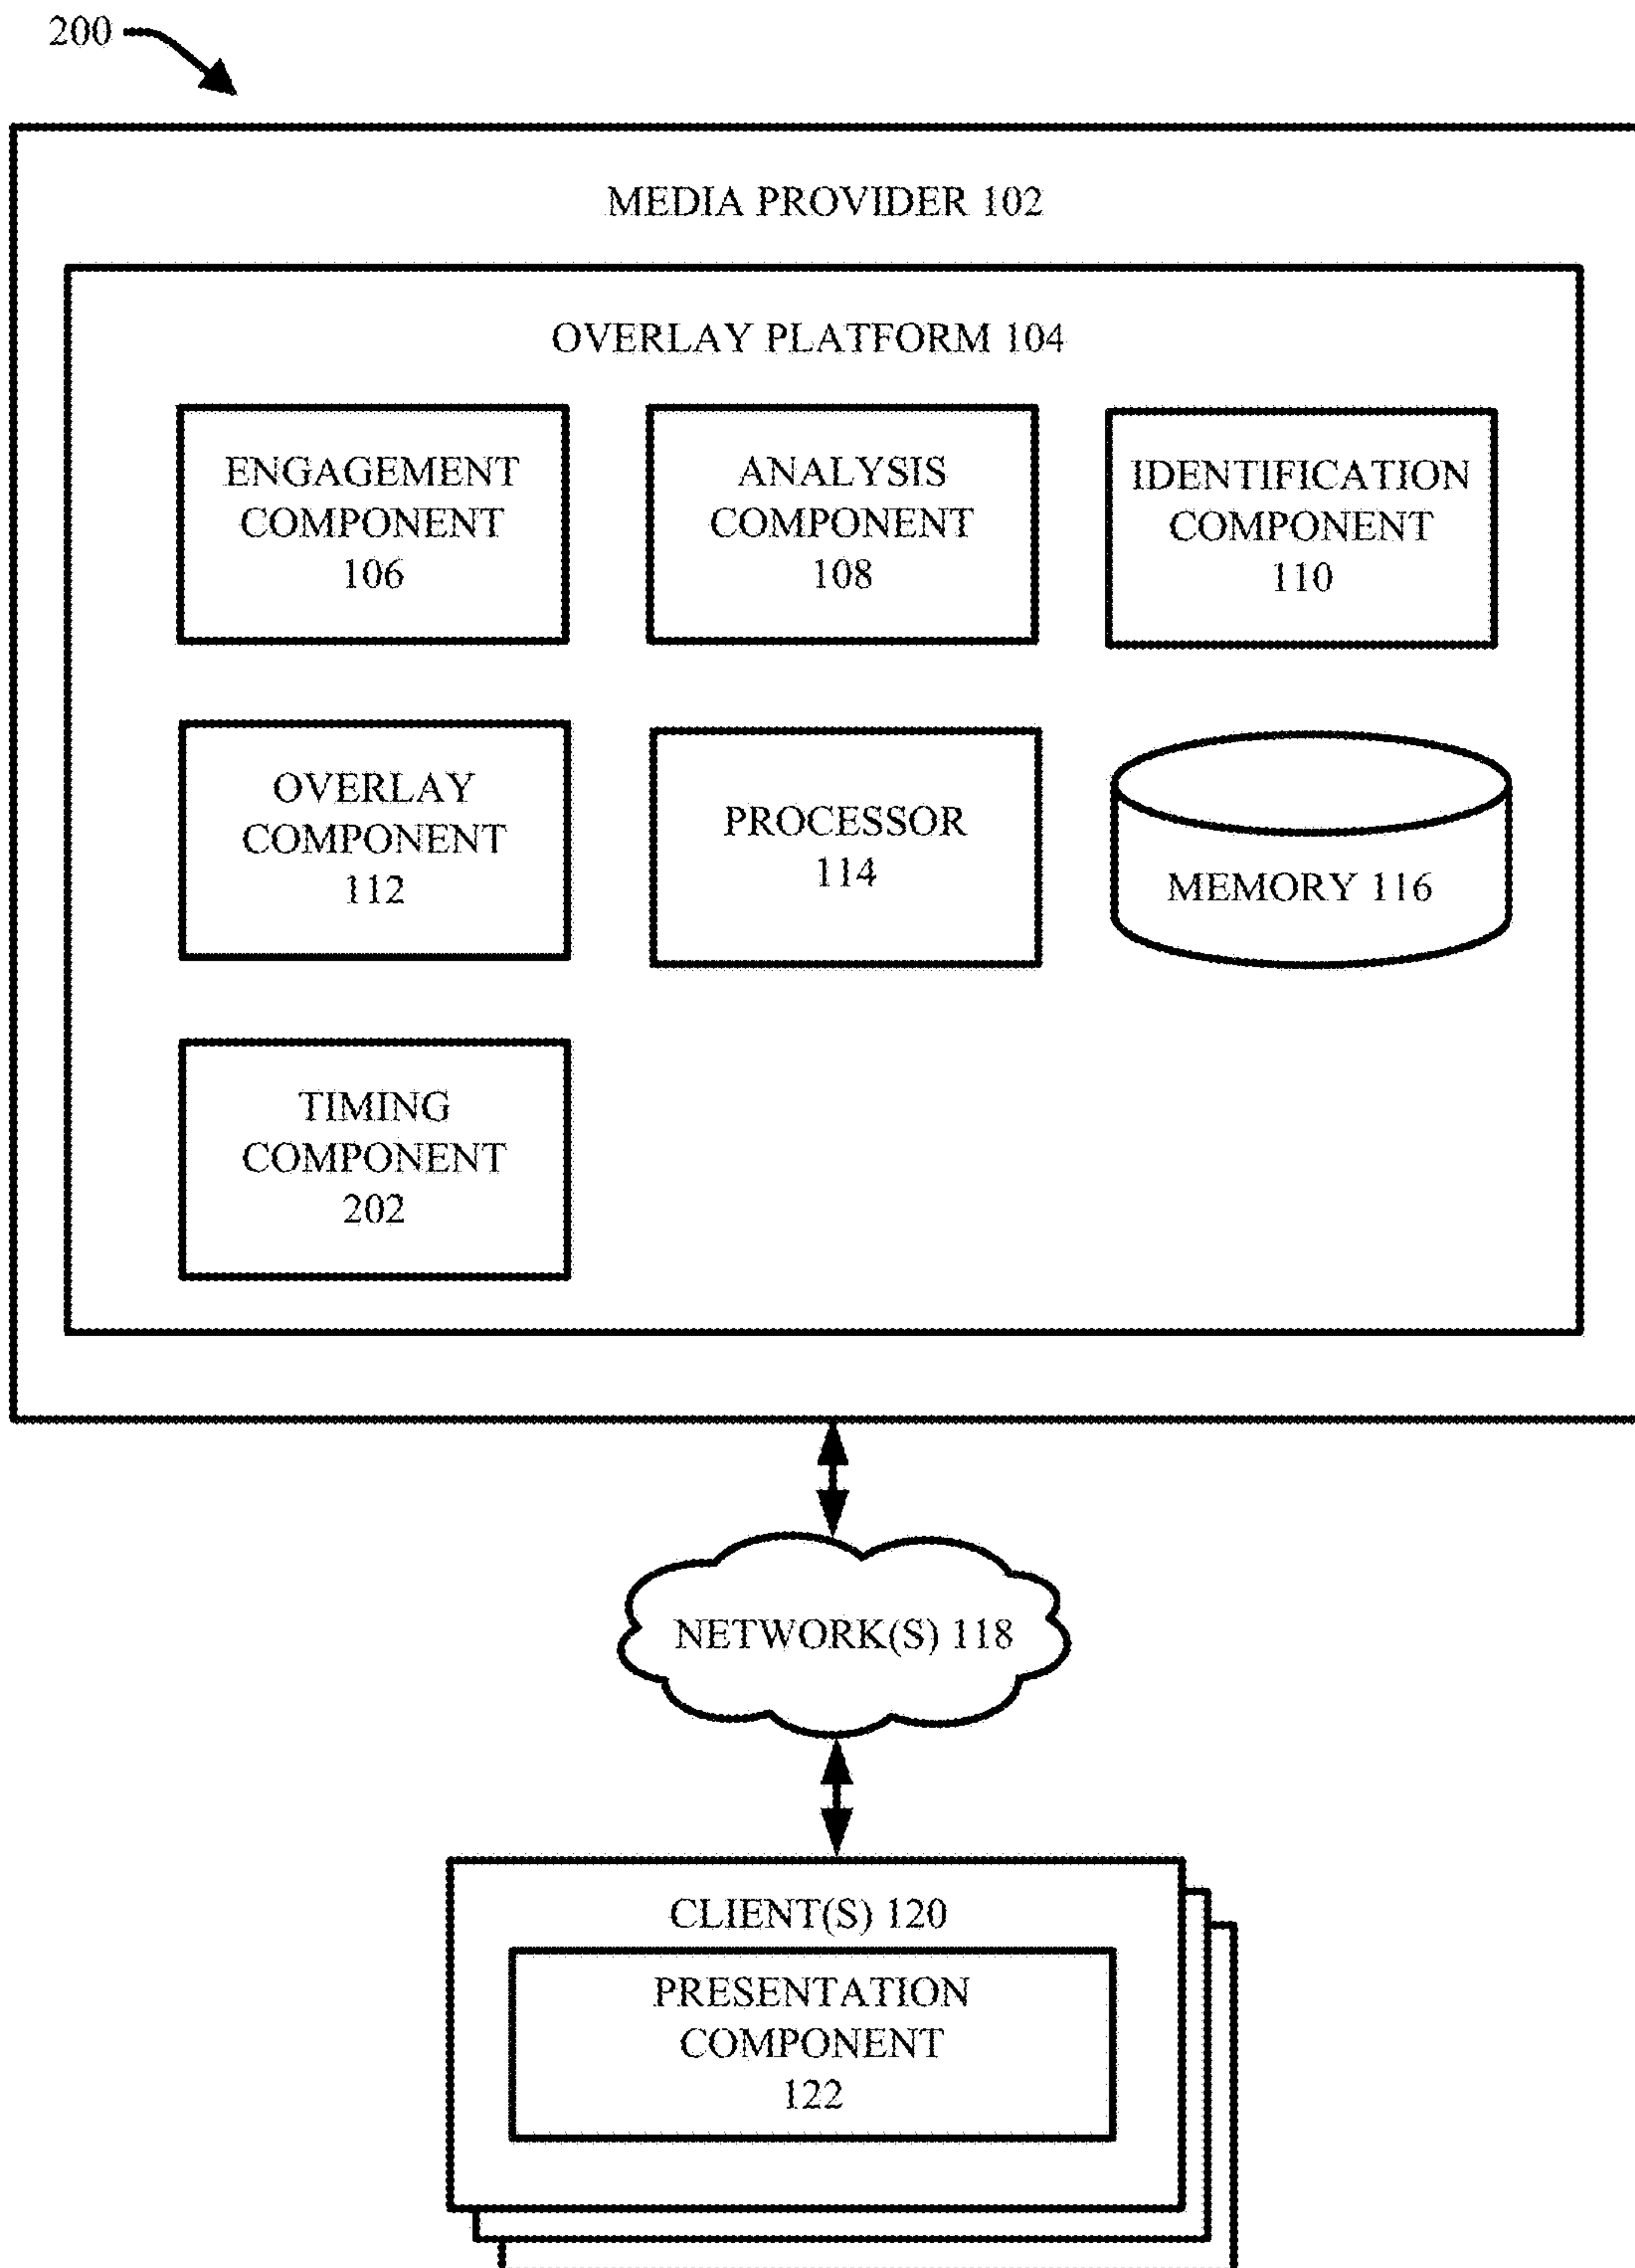 200
MEDIA PROVIDER 102
OVERLAY PLATFORM 104
ENGAGEMENT
COMPONENT
106
ANALYSIS
COMPONENT
108
IDENTIFICATION
COMPONENT
110
OVERLAY
COMPONENT
112
PROCESSOR
114
MEMORY 116
TIMING
COMPONENT
202
NETWORK(S) 118
CLIENT(S) 120
PRESENTATION
COMPONENT
122